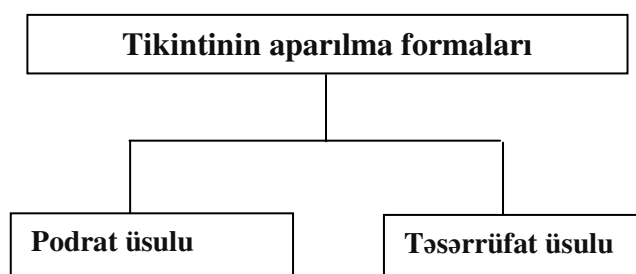 Tikintinin aparılma formaları
Podrat üsulu
Təsərrüfat üsulu